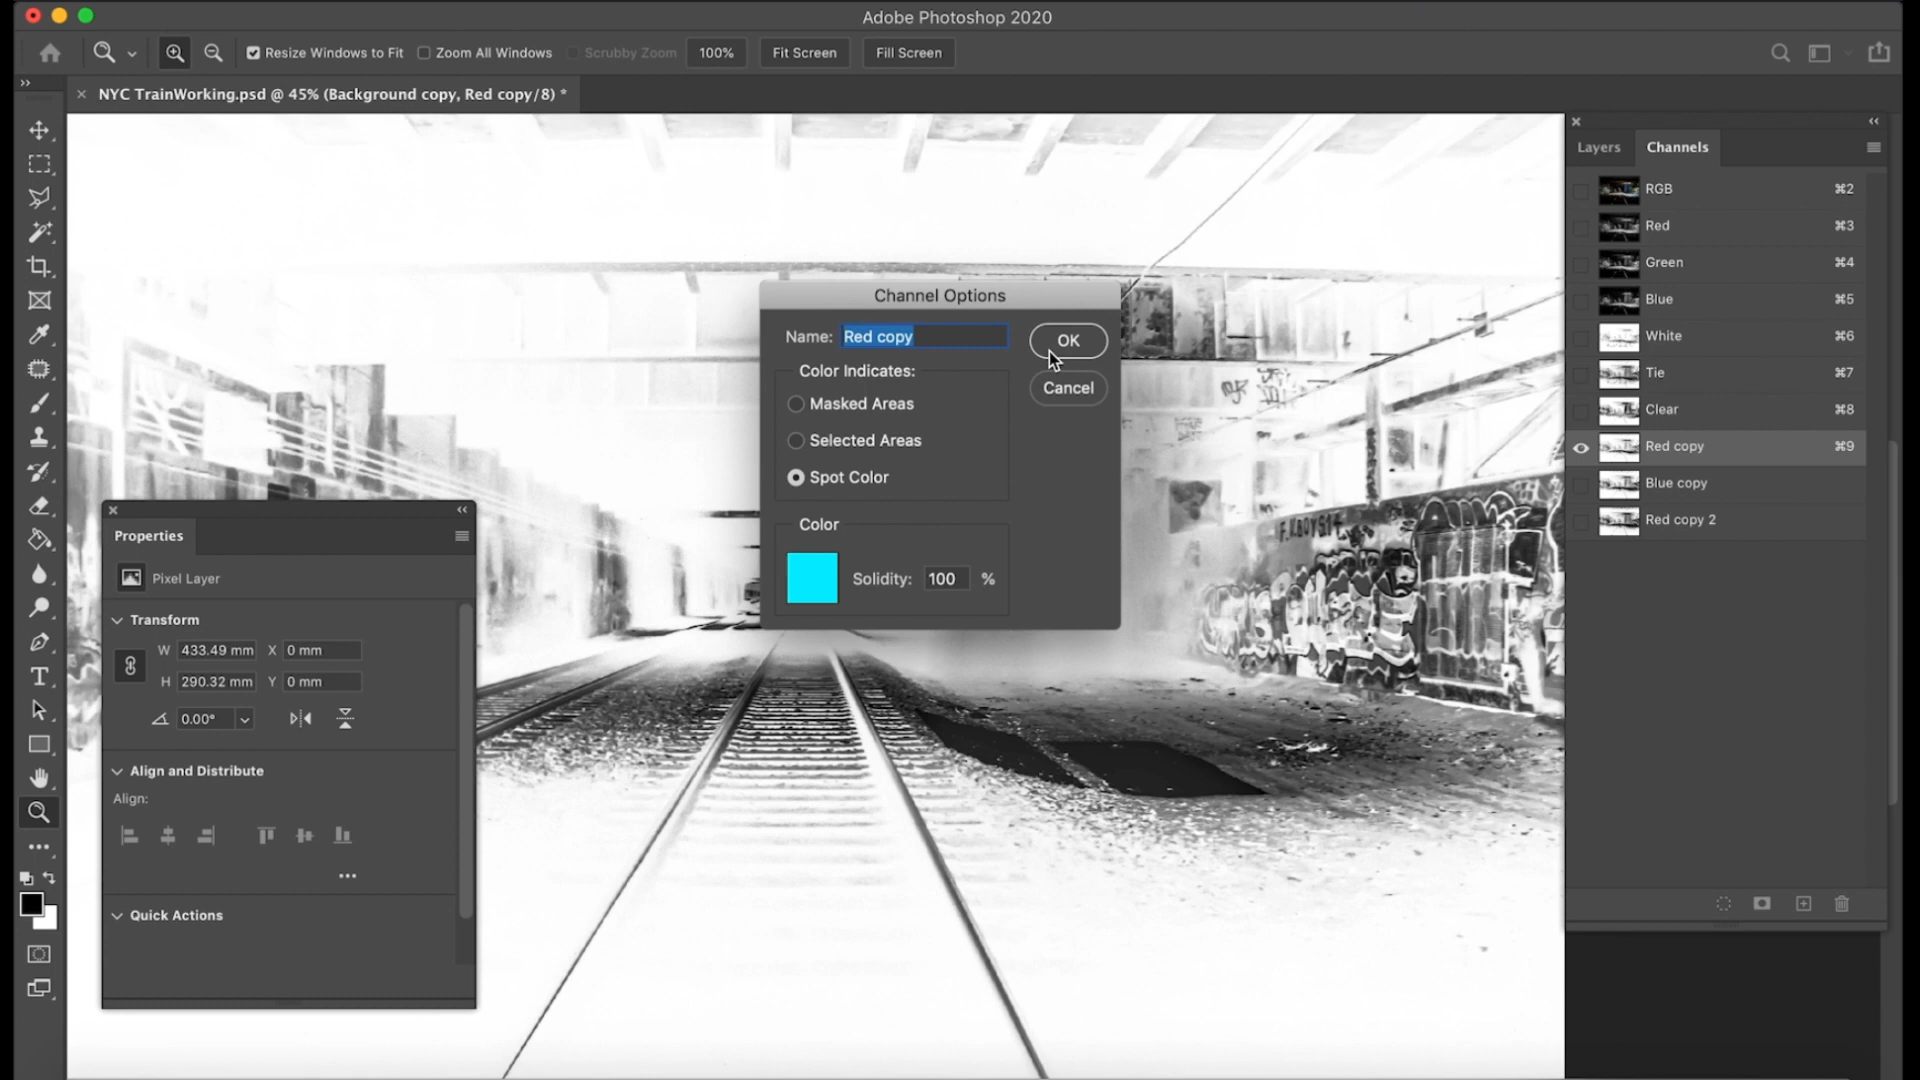 Adobe Photoshop 2020
Resize Windows to Fit
Zoom All Windows
Scrubby Zoom
100%
Fit Screen
Fill Screen
NYC TrainWorking.psd @ 45% (Background copy, Red copy/8) *
Layers
Channels
RGB ⌘2
Red ⌘3
Green ⌘4
Blue ⌘5
White ⌘6
Tie ⌘7
Clear ⌘8
Red copy ⌘9
Blue copy
Red copy 2
Channel Options
Name: Red copy
OK
Cancel
Color Indicates:
Masked Areas
Selected Areas
Spot Color
Color
Solidity: 100 %
Properties
Pixel Layer
Transform
W 433.49 mm X 0 mm
H 290.32 mm Y 0 mm
0.00°
Align and Distribute
Align:
Quick Actions